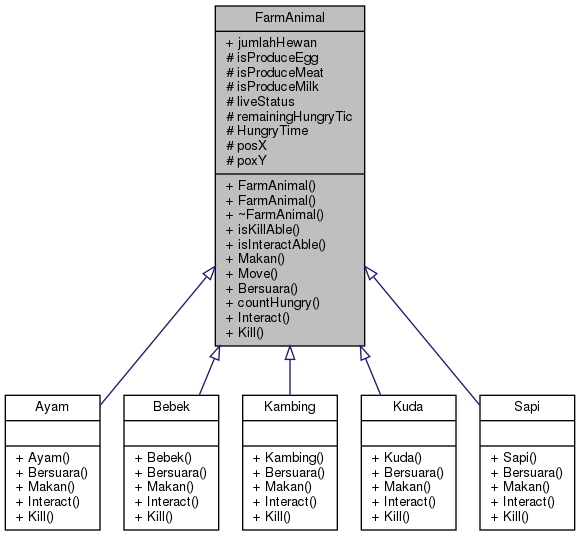 FarmAnimal
+ jumlahHewan
# isProduceEgg
# isProduceMeat
# isProduceMilk
# liveStatus
# remainingHungryTic
# HungryTime
# posX
# poxY
+ FarmAnimal()
+ FarmAnimal()
+ ~FarmAnimal()
+ isKillAble()
+ isInteractAble()
+ Makan()
+ Move()
+ Bersuara()
+ countHungry()
+ Interact()
+ Kill()
Ayam
+ Ayam()
+ Bersuara()
+ Makan()
+ Interact()
+ Kill()
Bebek
+ Bebek()
+ Bersuara()
+ Makan()
+ Interact()
+ Kill()
Kambing
+ Kambing()
+ Bersuara()
+ Makan()
+ Interact()
+ Kill()
Kuda
+ Kuda()
+ Bersuara()
+ Makan()
+ Interact()
+ Kill()
Sapi
+ Sapi()
+ Bersuara()
+ Makan()
+ Interact()
+ Kill()